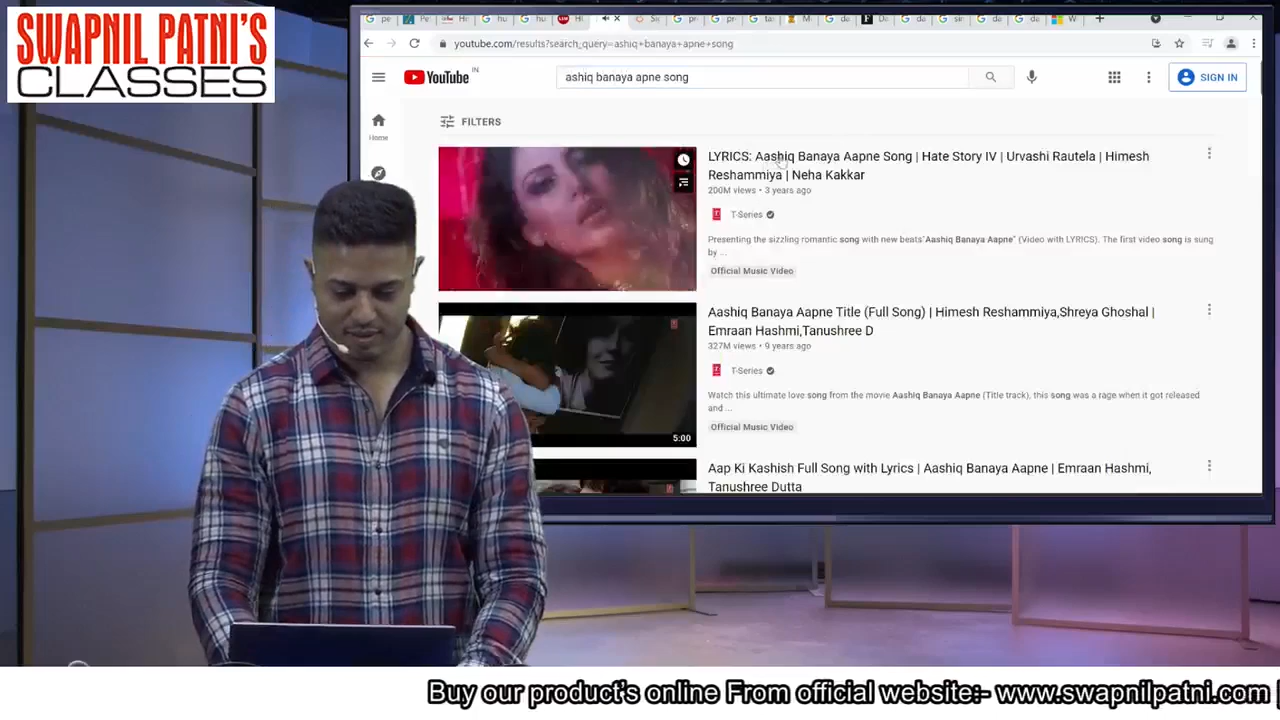 SWAPNIL PATNI'S
CLASSES
youtube.com/results?search_query=ashiq+banaya+apne+song
YouTube IN
ashiq banaya apne song
SIGN IN
Home
FILTERS
LYRICS: Aashiq Banaya Aapne Song | Hate Story IV | Urvashi Rautela | Himesh
Reshammiya | Neha Kakkar
200M views • 3 years ago
T-Series
Presenting the sizzling romantic song with new beats"Aashiq Banaya Aapne" (Video with LYRICS). The first video song is sung
by ...
Official Music Video
Aashiq Banaya Aapne Title (Full Song) | Himesh Reshammiya,Shreya Ghoshal |
Emraan Hashmi,Tanushree D
327M views • 9 years ago
T-Series
Watch this ultimate love song from the movie Aashiq Banaya Aapne (Title track), this song was a rage when it got released
and ...
Official Music Video
5:00
Aap Ki Kashish Full Song with Lyrics | Aashiq Banaya Aapne | Emraan Hashmi,
Tanushree Dutta
Buy our product's online From official website:- www.swapnilpatni.com